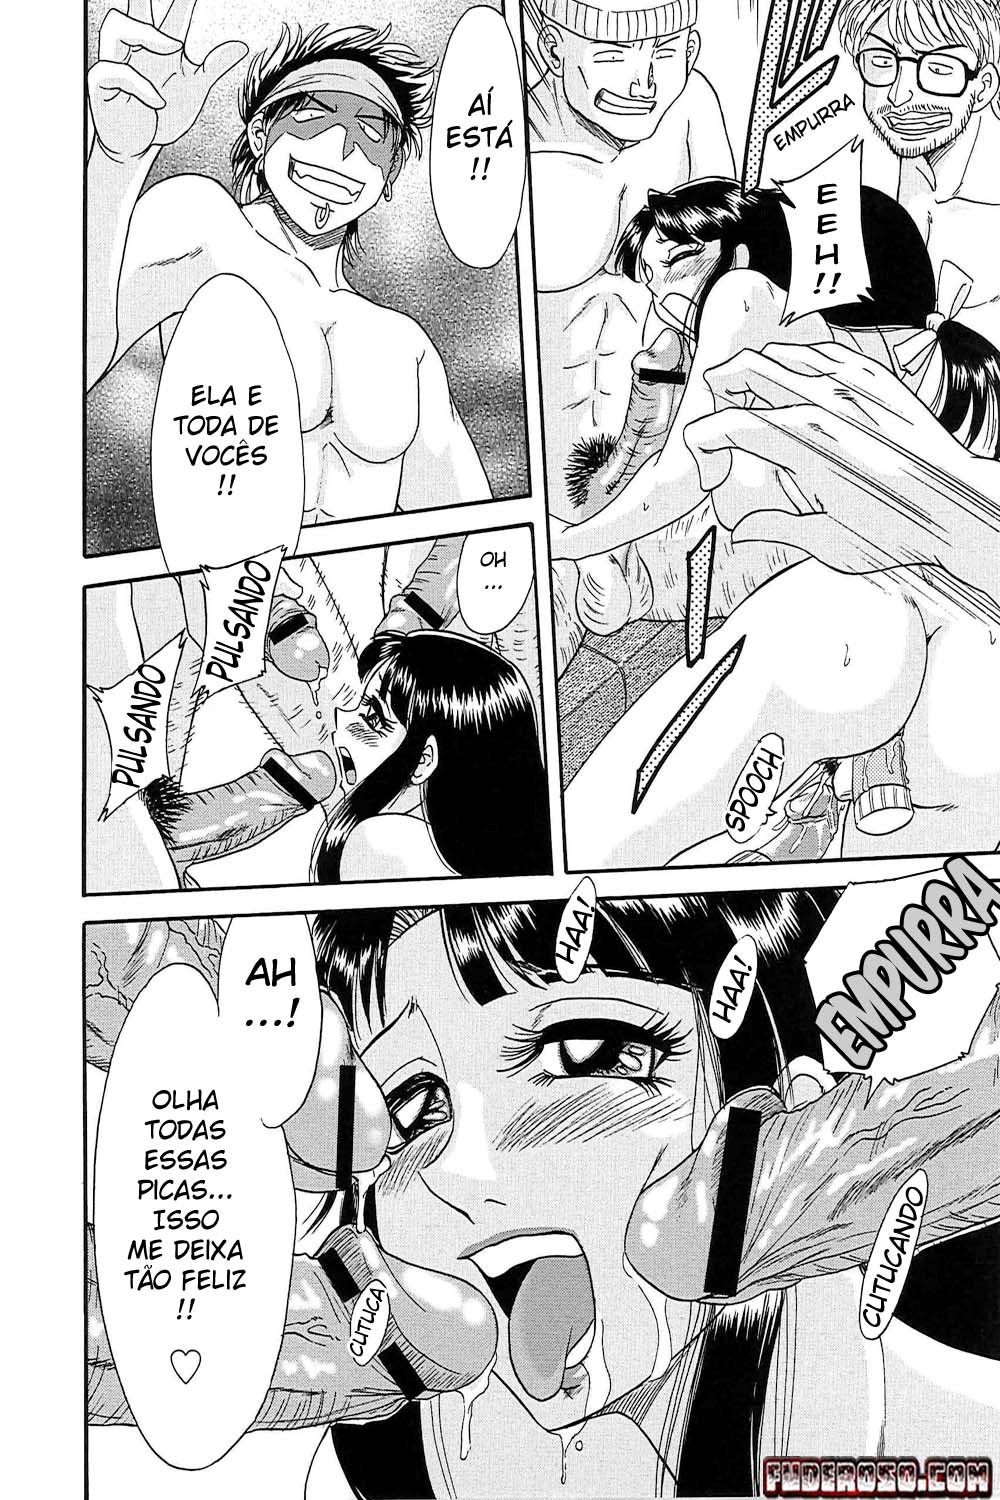 EMPURRA
EEH!!
AÍ
ESTÁ
!!
ELA E
TODA DE
VOCÊS
!!
SPOOCH
OH
...
PULSANDO
PULSANDO
EMPURRA
HAA!
HAA!
AH
...!
OLHA
TODAS
ESSAS
PICAS...
ISSO
ME DEIXA
TÃO FELIZ
!!
♡
CUTUCA
CUTUCANDO
FUDEROSO.COM